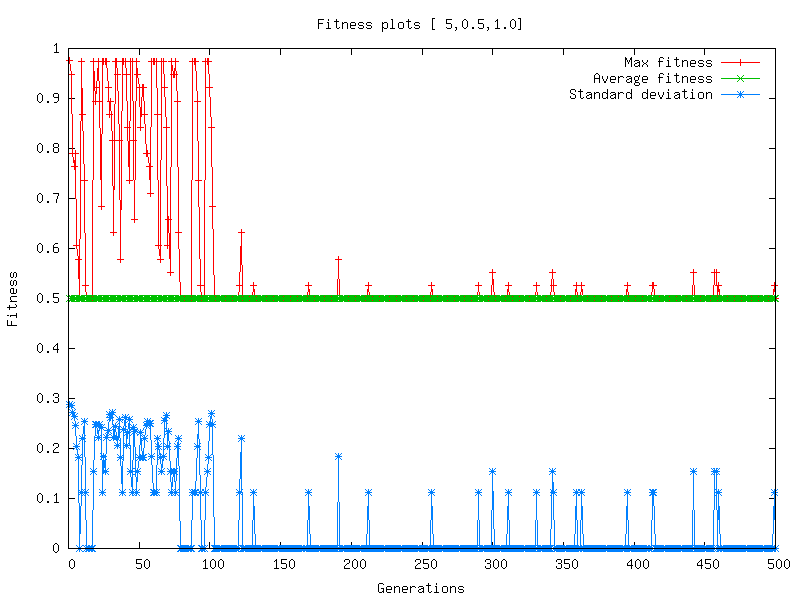 Fitness plots [ 5,0.5,1.0]
Max fitness
Average fitness
Standard deviation
Fitness
1
0.9
0.8
0.7
0.6
0.5
0.4
0.3
0.2
0.1
0
0 50 100 150 200 250 300 350 400 450 500
Generations